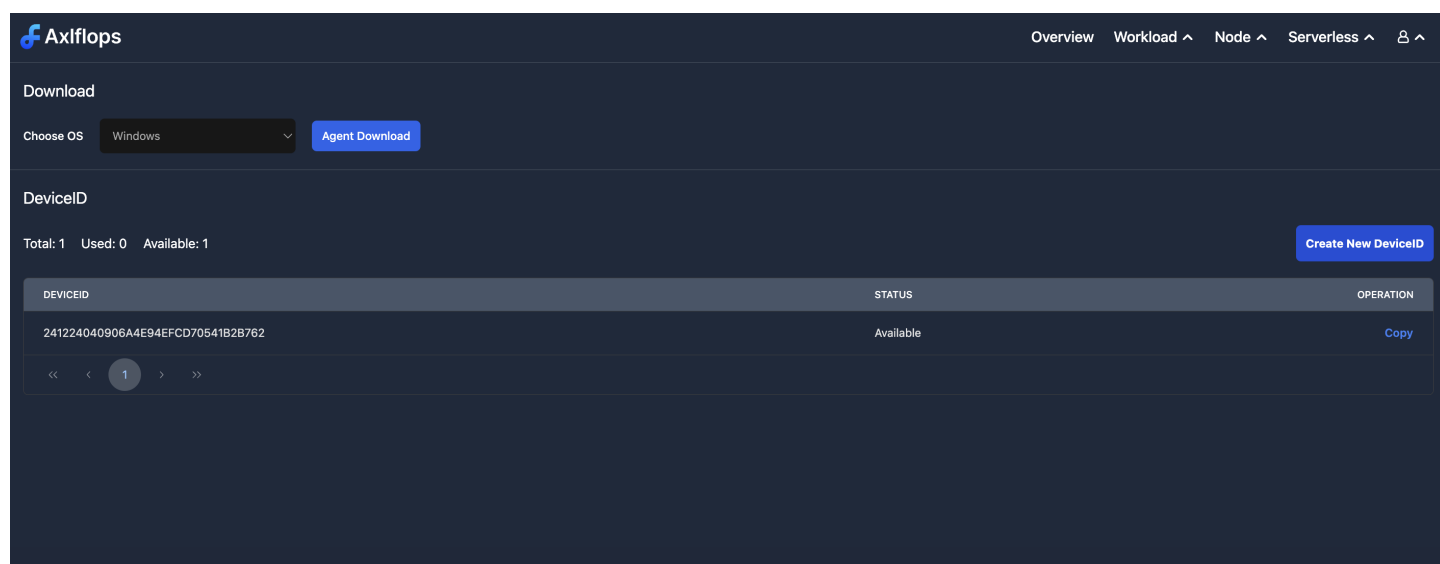 Axlflops
Overview Workload Node Serverless
Download
Choose OS Windows Agent Download
DeviceID
Total: 1 Used: 0 Available: 1 Create New DeviceID
DEVICEID STATUS OPERATION
241224040906A4E94EFCD70541B2B762 Available Copy
« ‹ 1 › »